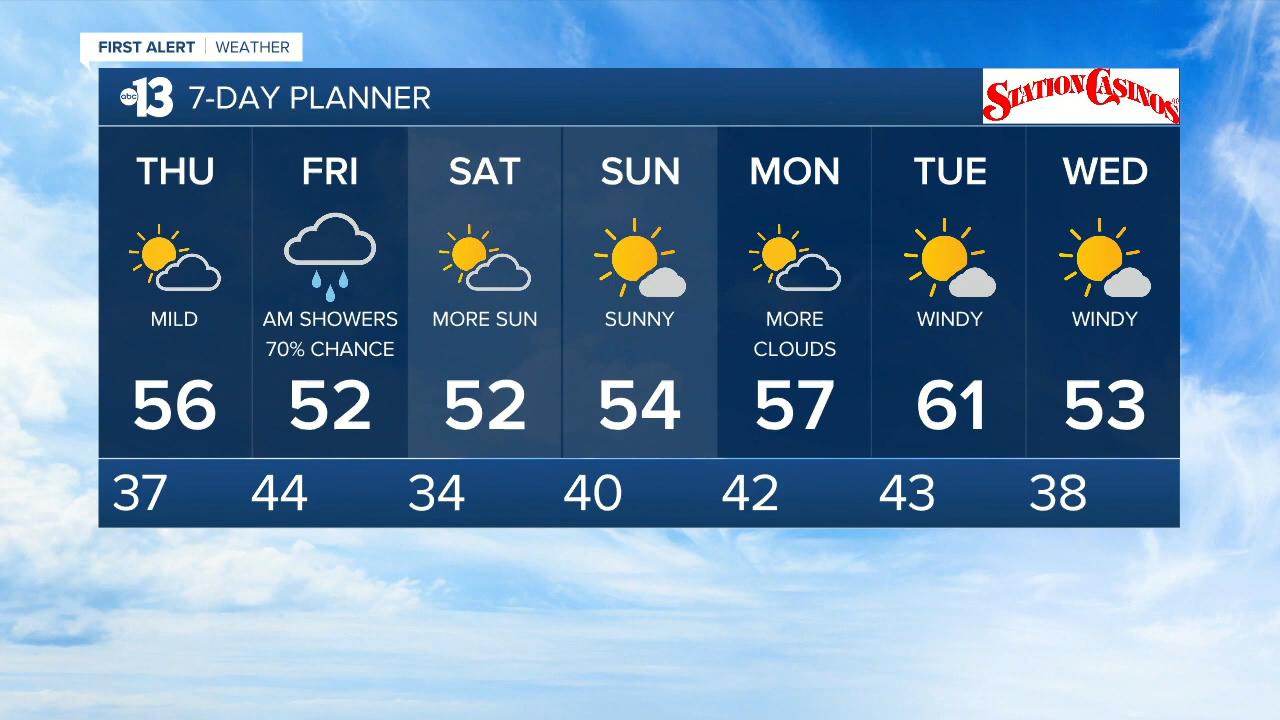 FIRST ALERT | WEATHER
abc 13 7-DAY PLANNER
STATION CASINOS
THU FRI SAT SUN MON TUE WED
MILD AM SHOWERS MORE SUN SUNNY MORE WINDY WINDY
70% CHANCE CLOUDS
56 52 52 54 57 61 53
37 44 34 40 42 43 38